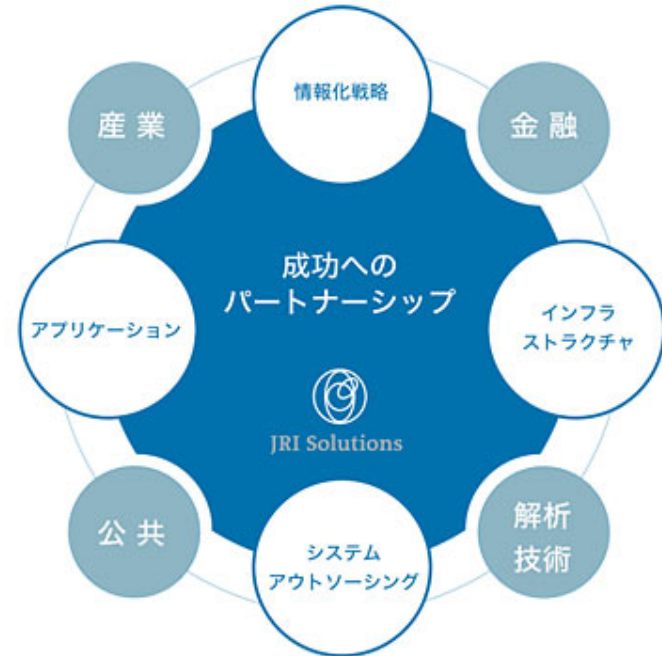 情報化戦略
産業
金融
成功への
パートナーシップ
アプリケーション
インフラ
ストラクチャ
JRI Solutions
公共
解析
技術
システム
アウトソーシング